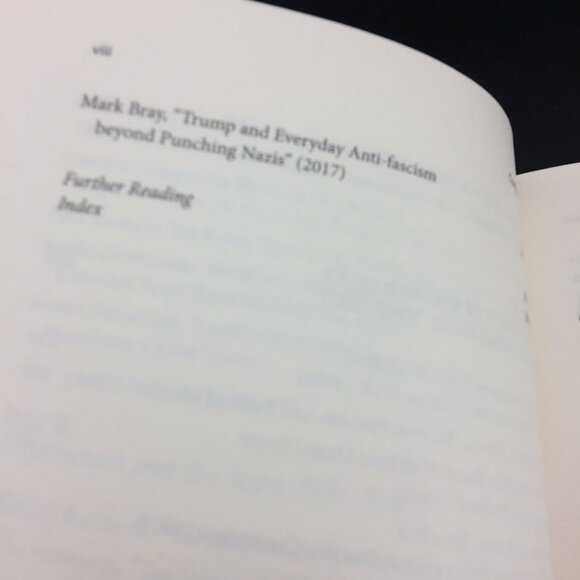 viii
Mark Bray, "Trump and Everyday Anti-fascism
beyond Punching Nazis" (2017)
Further Reading
Index